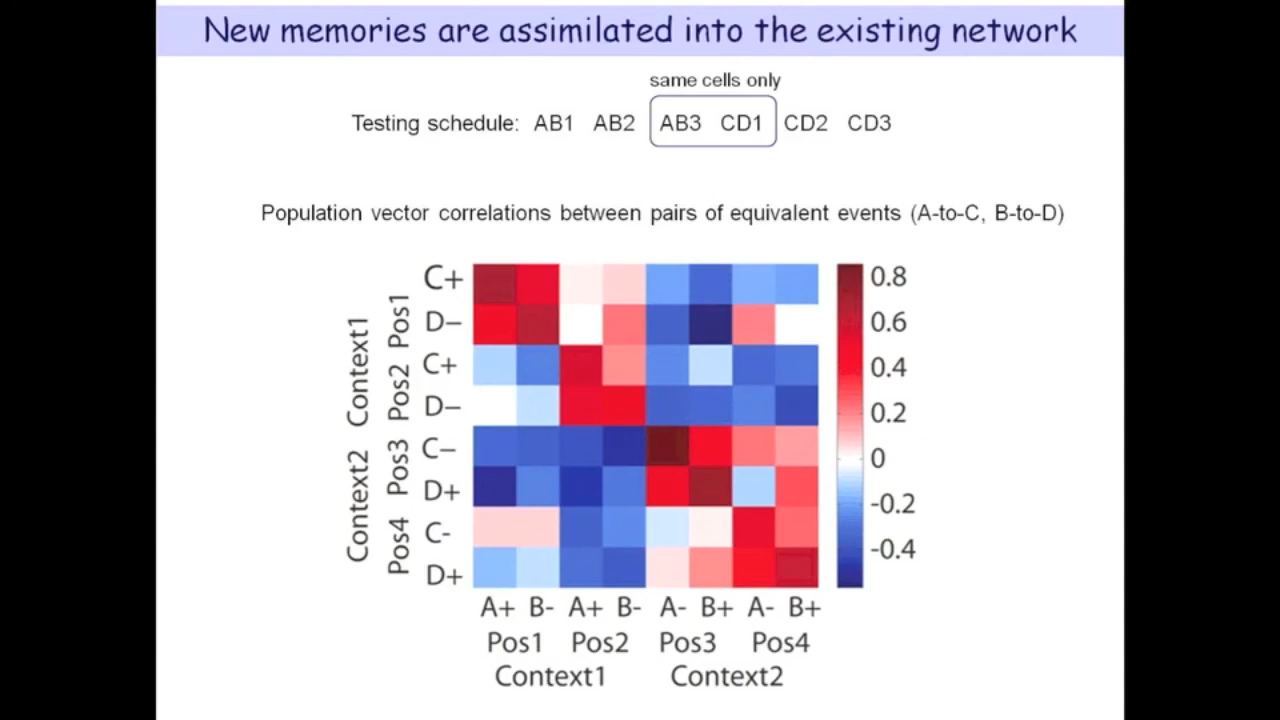 New memories are assimilated into the existing network
same cells only
Testing schedule: AB1 AB2 AB3 CD1 CD2 CD3
Population vector correlations between pairs of equivalent events (A-to-C, B-to-D)
Context1
Pos1
C+
D–
Pos2
C+
D–
Context2
Pos3
C–
D+
Pos4
C-
D+
0.8
0.6
0.4
0.2
0
-0.2
-0.4
A+ B- A+ B- A- B+ A- B+
Pos1 Pos2 Pos3 Pos4
Context1 Context2